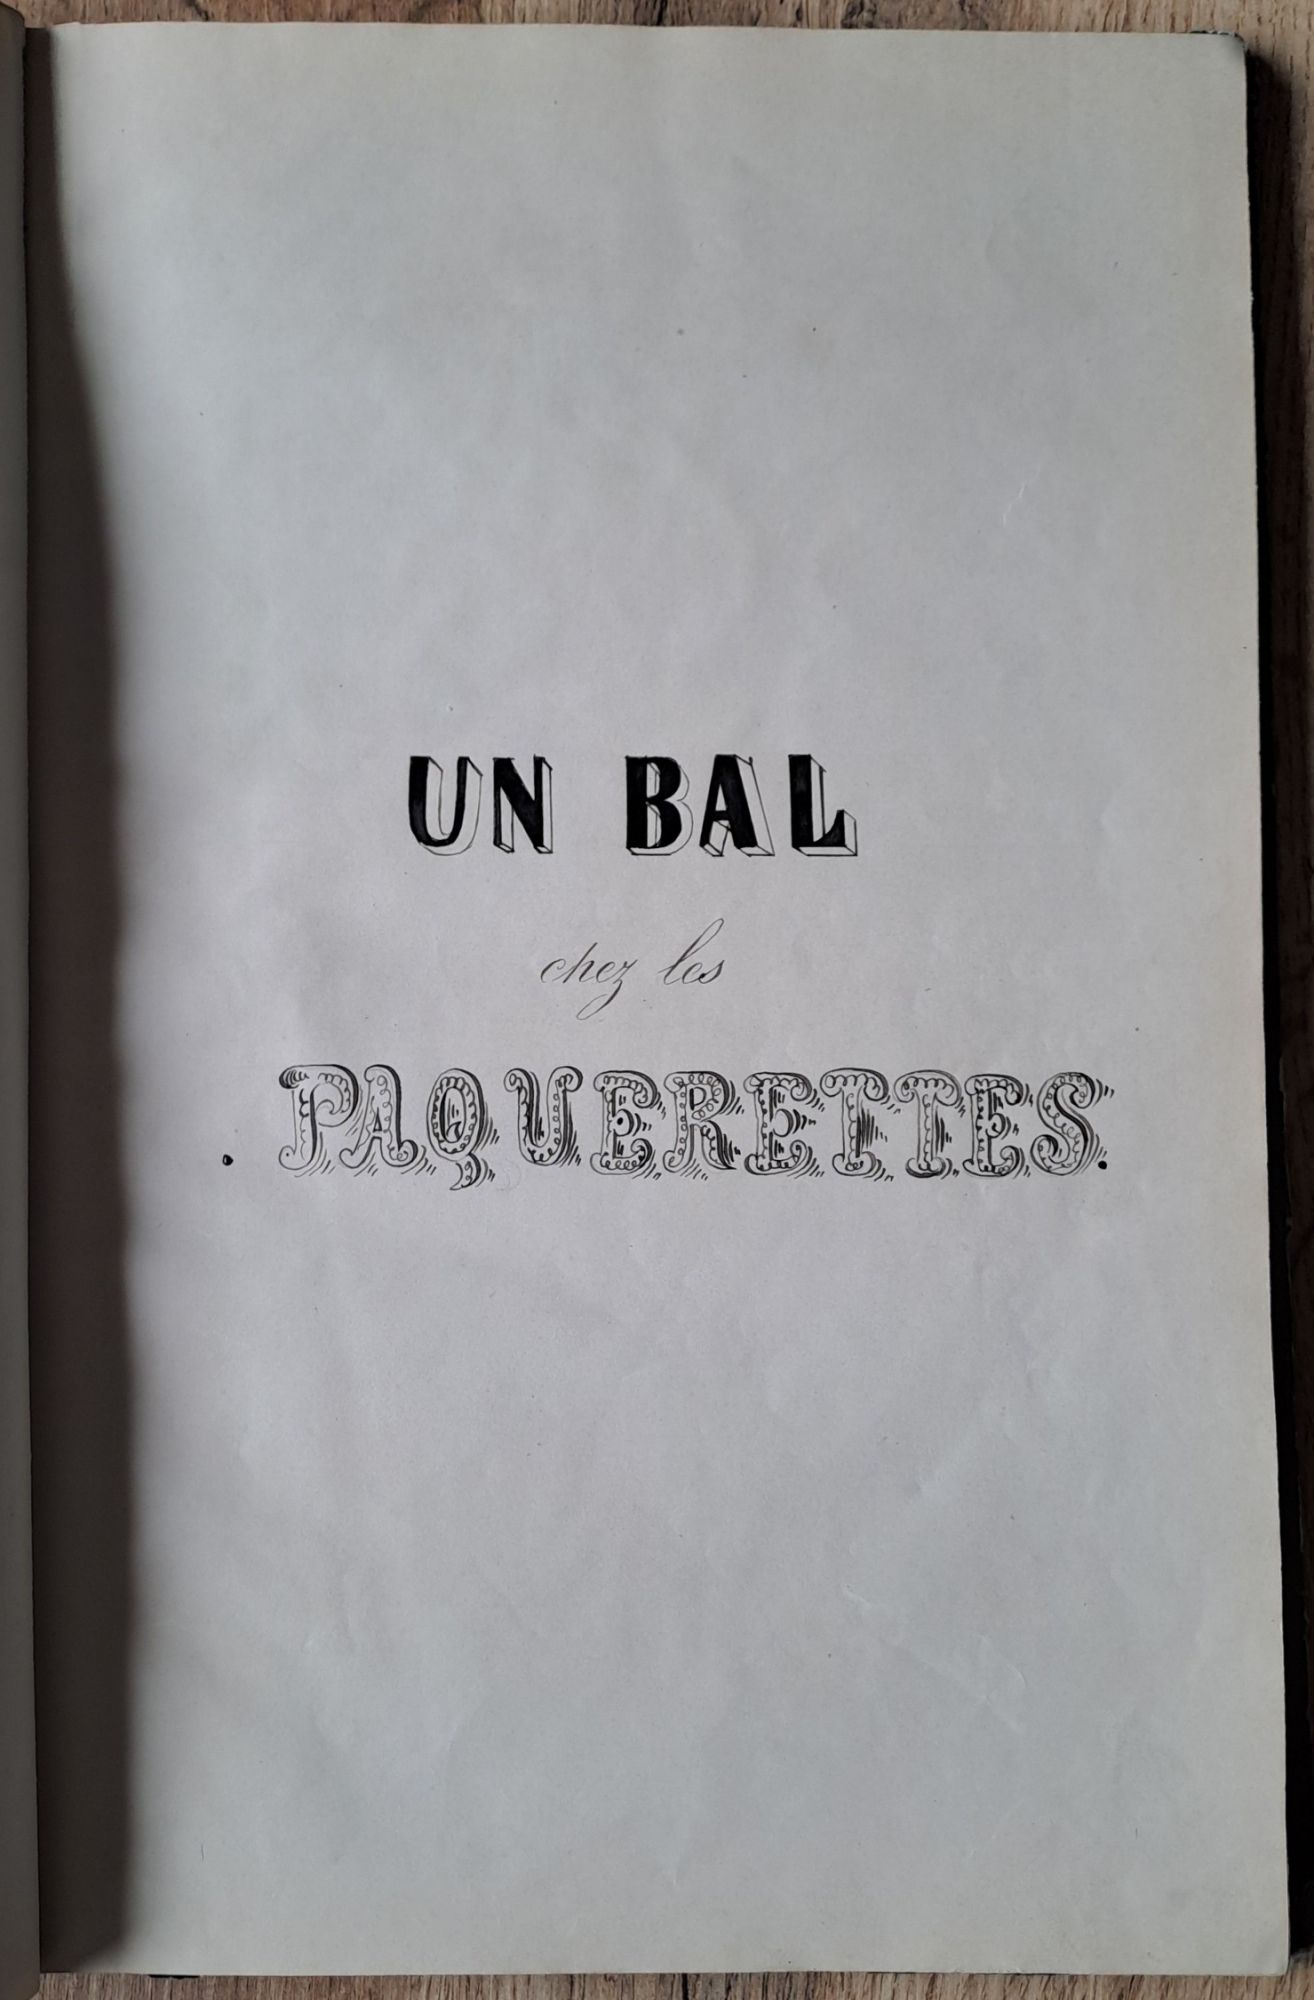 UN BAL
chez les
PAQUERETTES.